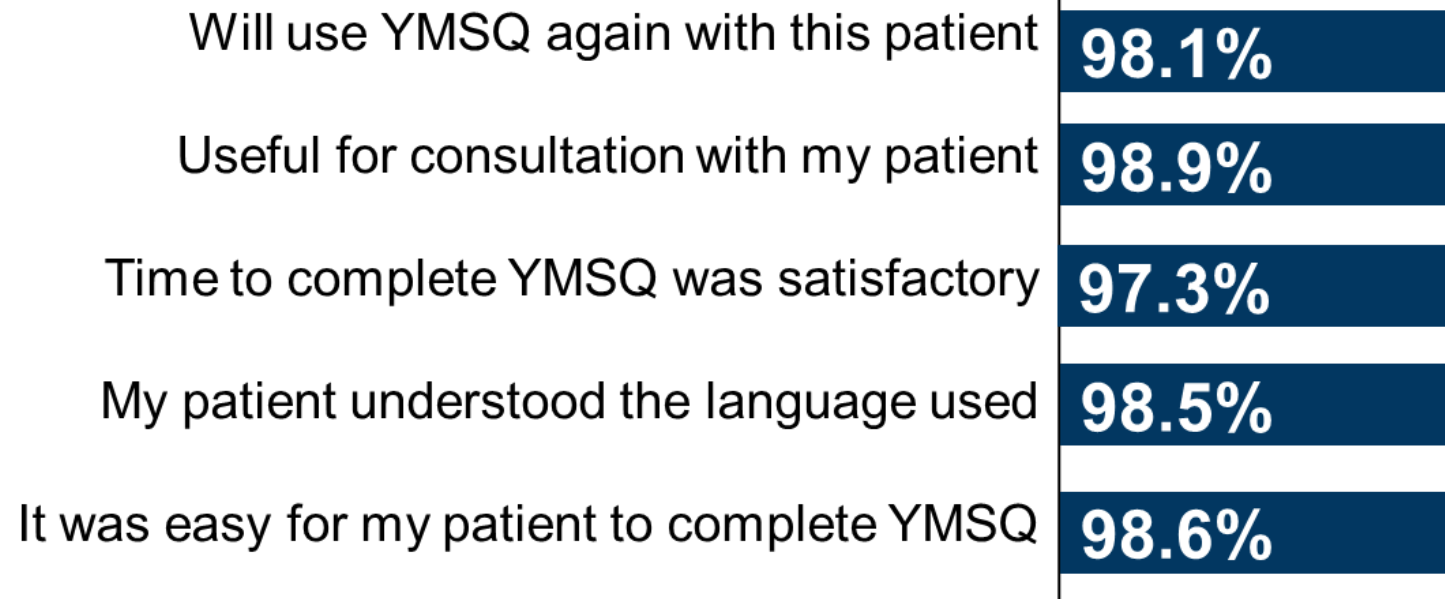 Will use YMSQ again with this patient 98.1%
Useful for consultation with my patient 98.9%
Time to complete YMSQ was satisfactory 97.3%
My patient understood the language used 98.5%
It was easy for my patient to complete YMSQ 98.6%